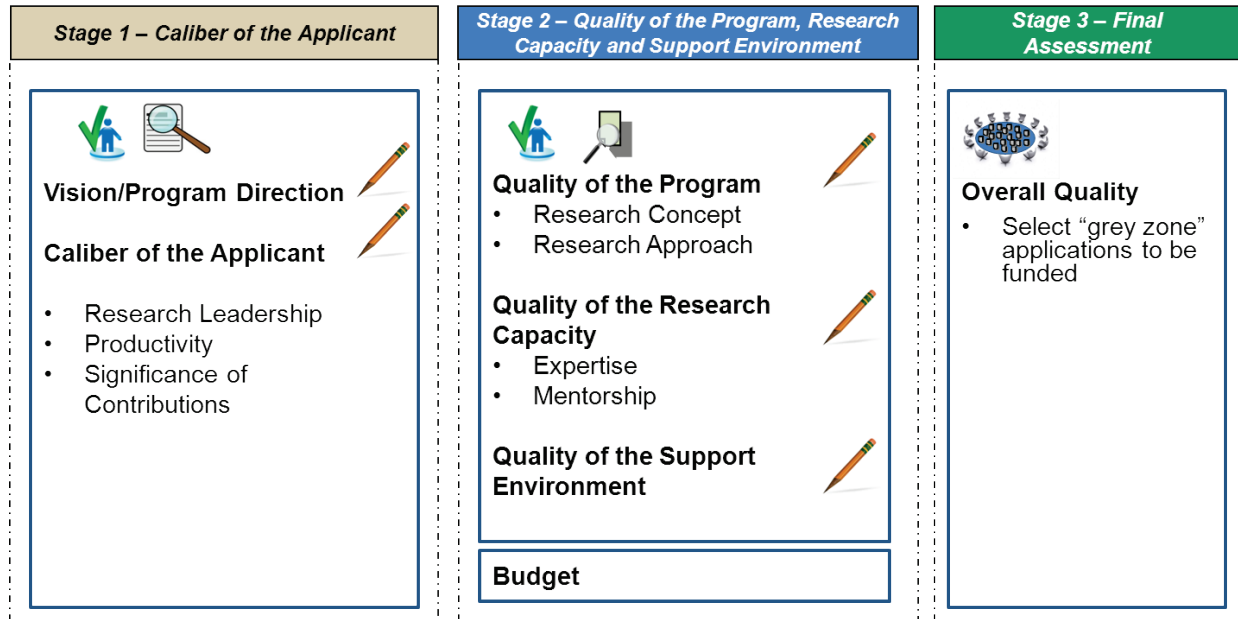 Stage 1 – Caliber of the Applicant
Vision/Program Direction
Caliber of the Applicant
• Research Leadership
• Productivity
• Significance of
Contributions
Stage 2 – Quality of the Program, Research
Capacity and Support Environment
Quality of the Program
• Research Concept
• Research Approach
Quality of the Research
Capacity
• Expertise
• Mentorship
Quality of the Support
Environment
Budget
Stage 3 – Final
Assessment
Overall Quality
• Select “grey zone”
applications to be
funded